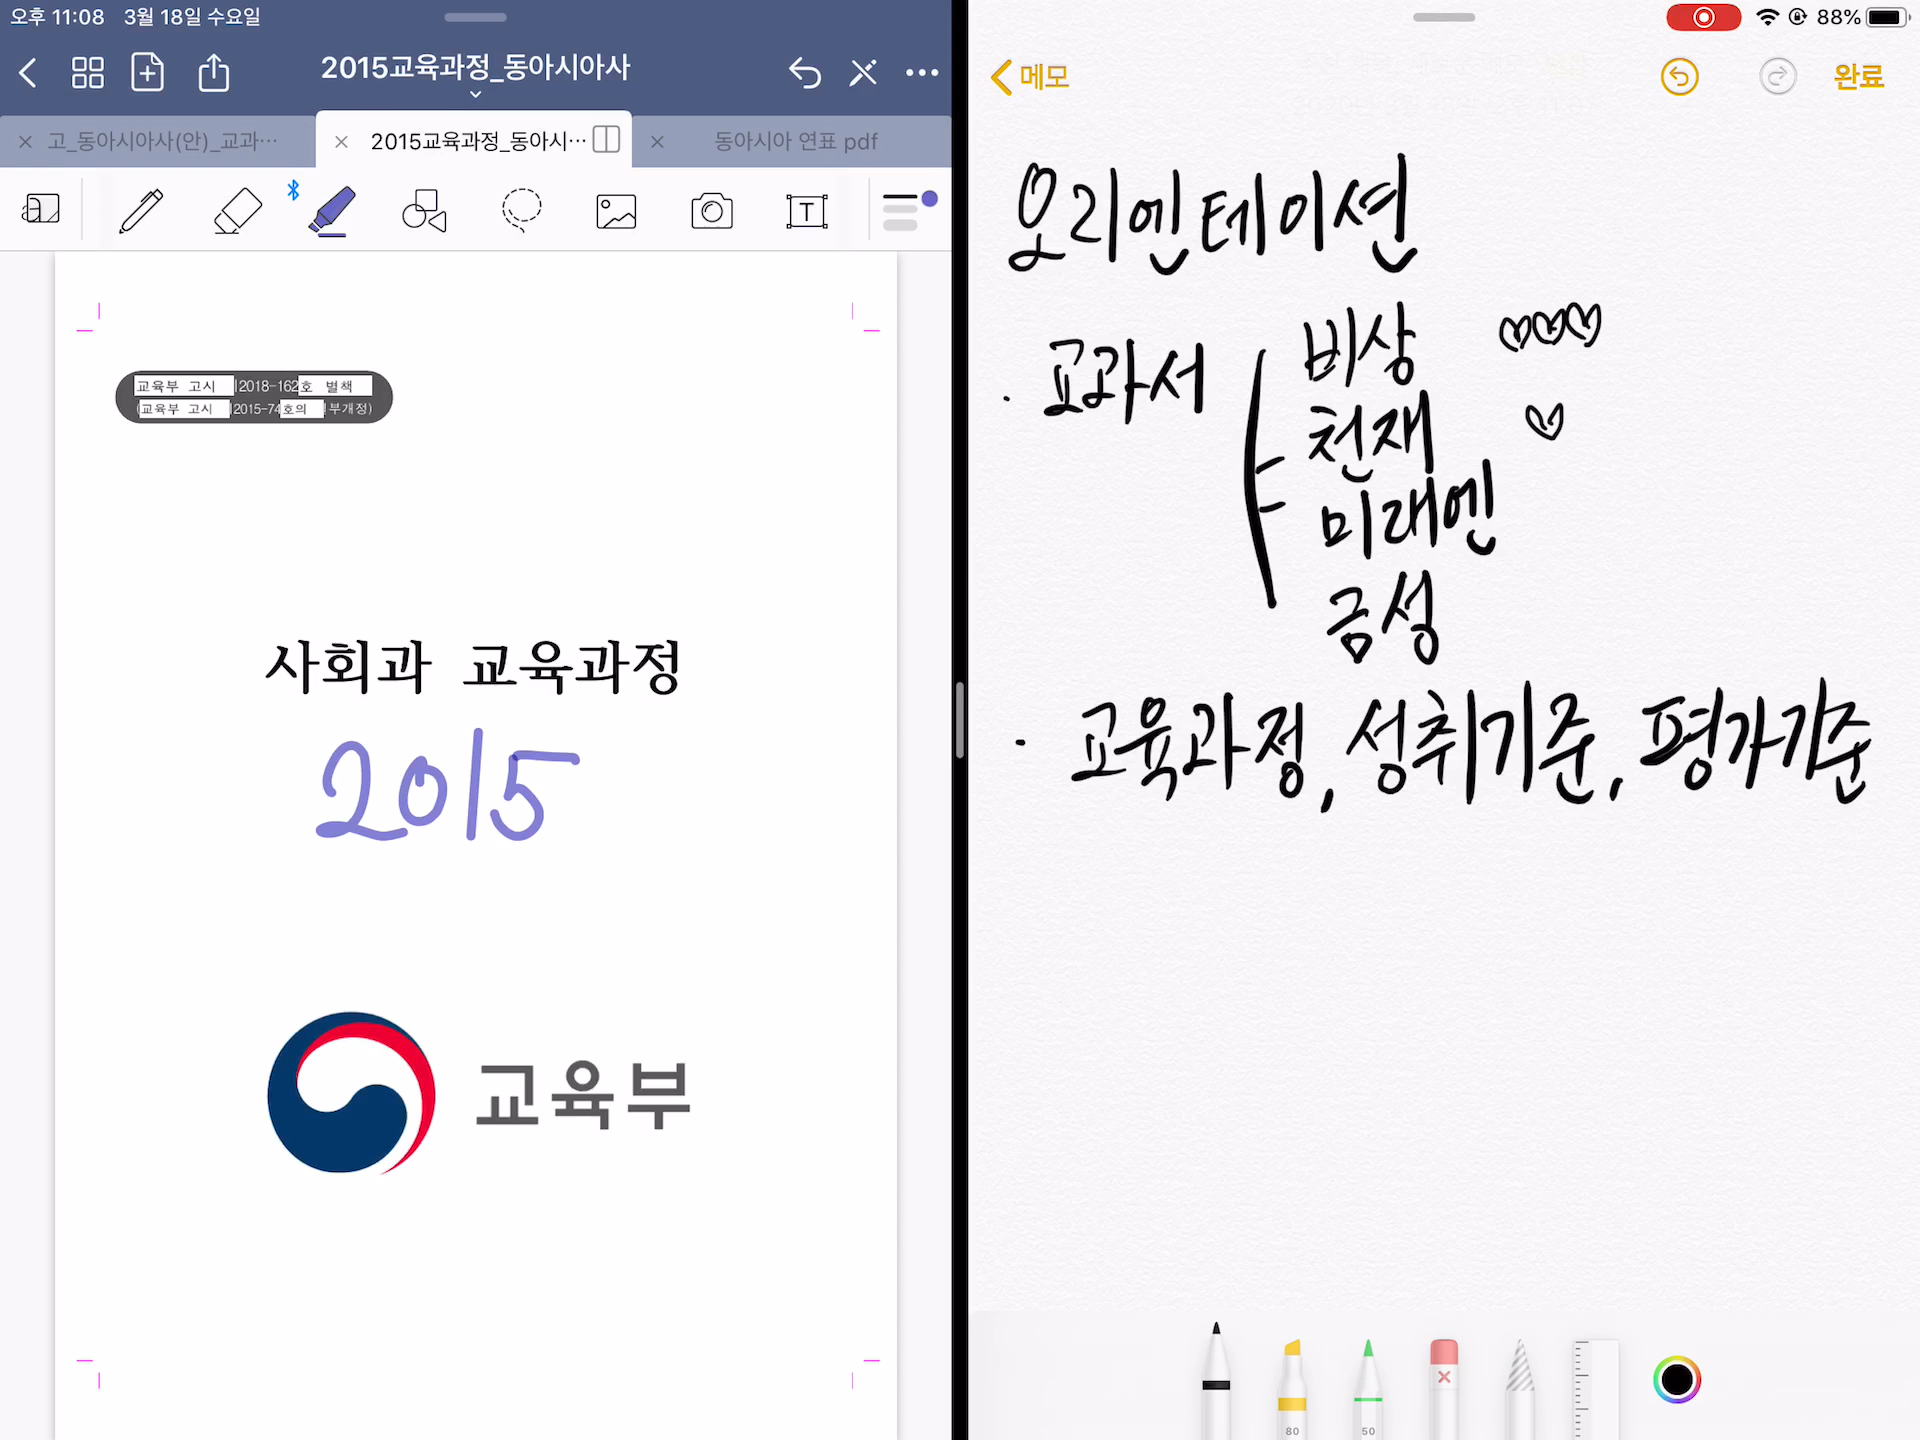 오후 11:08 3월 18일 수요일
88%
2015교육과정_동아시아사
고_동아시아사(안)_교과…
2015교육과정_동아시…
동아시아 연표 pdf
T
교육부 고시 2018-162호 별책
(교육부 고시 2015-74호의 부개정)
사회과 교육과정
2015
교육부
메모
완료
오리엔테이션
· 교과서
비상
천재
미래엔
금성
· 교육과정, 성취기준, 평가기준
80
50